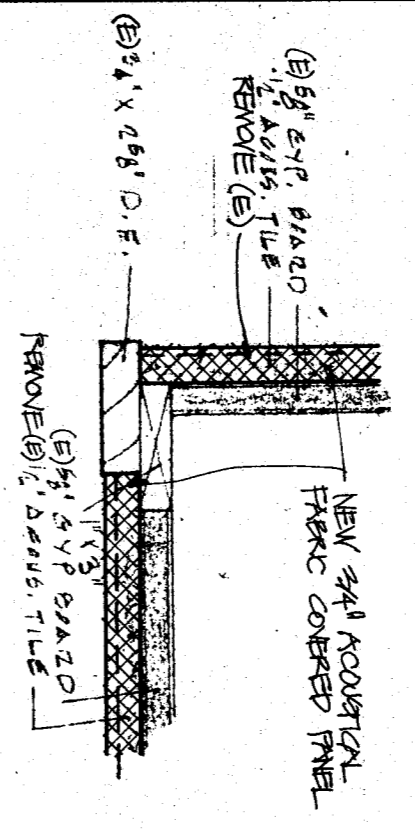 (E) 5/8" GYP. BOARD
1/2" ACOUS. TILE
REMOVE (E)
(E) 3/4" X 2 5/8" D.F.
NEW 3/4" ACOUSTICAL
FABRIC COVERED PANEL
1" x 3"
(E) 5/8" GYP BOARD
REMOVE (E) 1/2" ACOUS. TILE